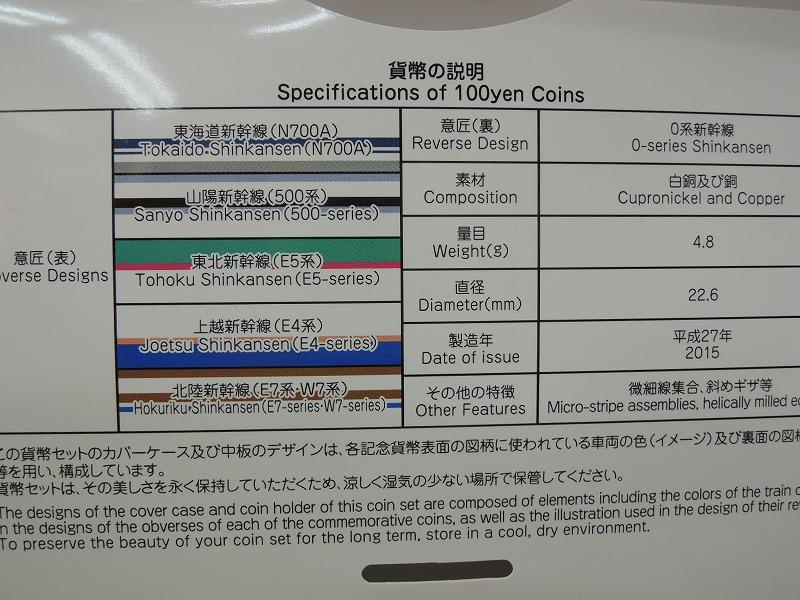 貨幣の説明
Specifications of 100yen Coins
意匠(表)
Designs
東海道新幹線(N700A)
Tokaido Shinkansen(N700A)
山陽新幹線(500系)
Sanyo Shinkansen(500-series)
東北新幹線(E5系)
Tohoku Shinkansen(E5-series)
上越新幹線(E4系)
Joetsu Shinkansen(E4-series)
北陸新幹線(E7系・W7系)
Hokuriku Shinkansen(E7-series・W7-series)
意匠(裏)
Reverse Design
0系新幹線
0-series Shinkansen
素材
Composition
白銅及び銅
Cupronickel and Copper
量目
Weight(g)
4.8
直径
Diameter(mm)
22.6
製造年
Date of issue
平成27年
2015
その他の特徴
Other Features
微細線集合、斜めギザ等
Micro-stripe assemblies, helically milled
この貨幣セットのカバーケース及び中板のデザインは、各記念貨幣表面の図柄に使われている車両の色(イメージ)及び裏面の図柄
等を用い、構成しています。
貨幣セットは、その美しさを永く保持していただくため、涼しく湿気の少ない場所で保管してください。
The designs of the cover case and coin holder of this coin set are composed of elements including the colors of the train
in the designs of the obverses of each of the commemorative coins, as well as the illustration used in the design of their
To preserve the beauty of your coin set for the long term, store in a cool, dry environment.